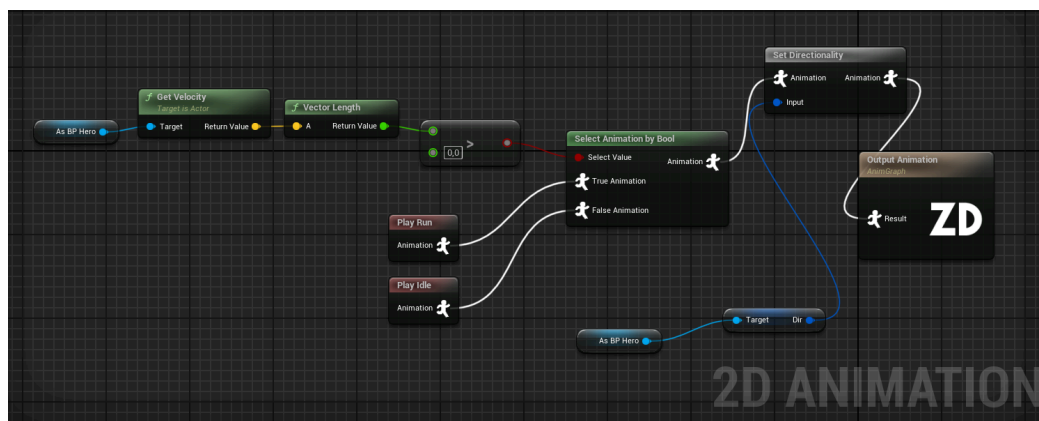 As BP Hero
Get Velocity
Target is Actor
Target
Return Value
Vector Length
A
Return Value
0,0
>
Select Animation by Bool
Select Value
Animation
True Animation
False Animation
Play Run
Animation
Play Idle
Animation
Set Directionality
Animation
Animation
Input
Output Animation
AnimGraph
Result
ZD
As BP Hero
Target
Dir
2D ANIMATION